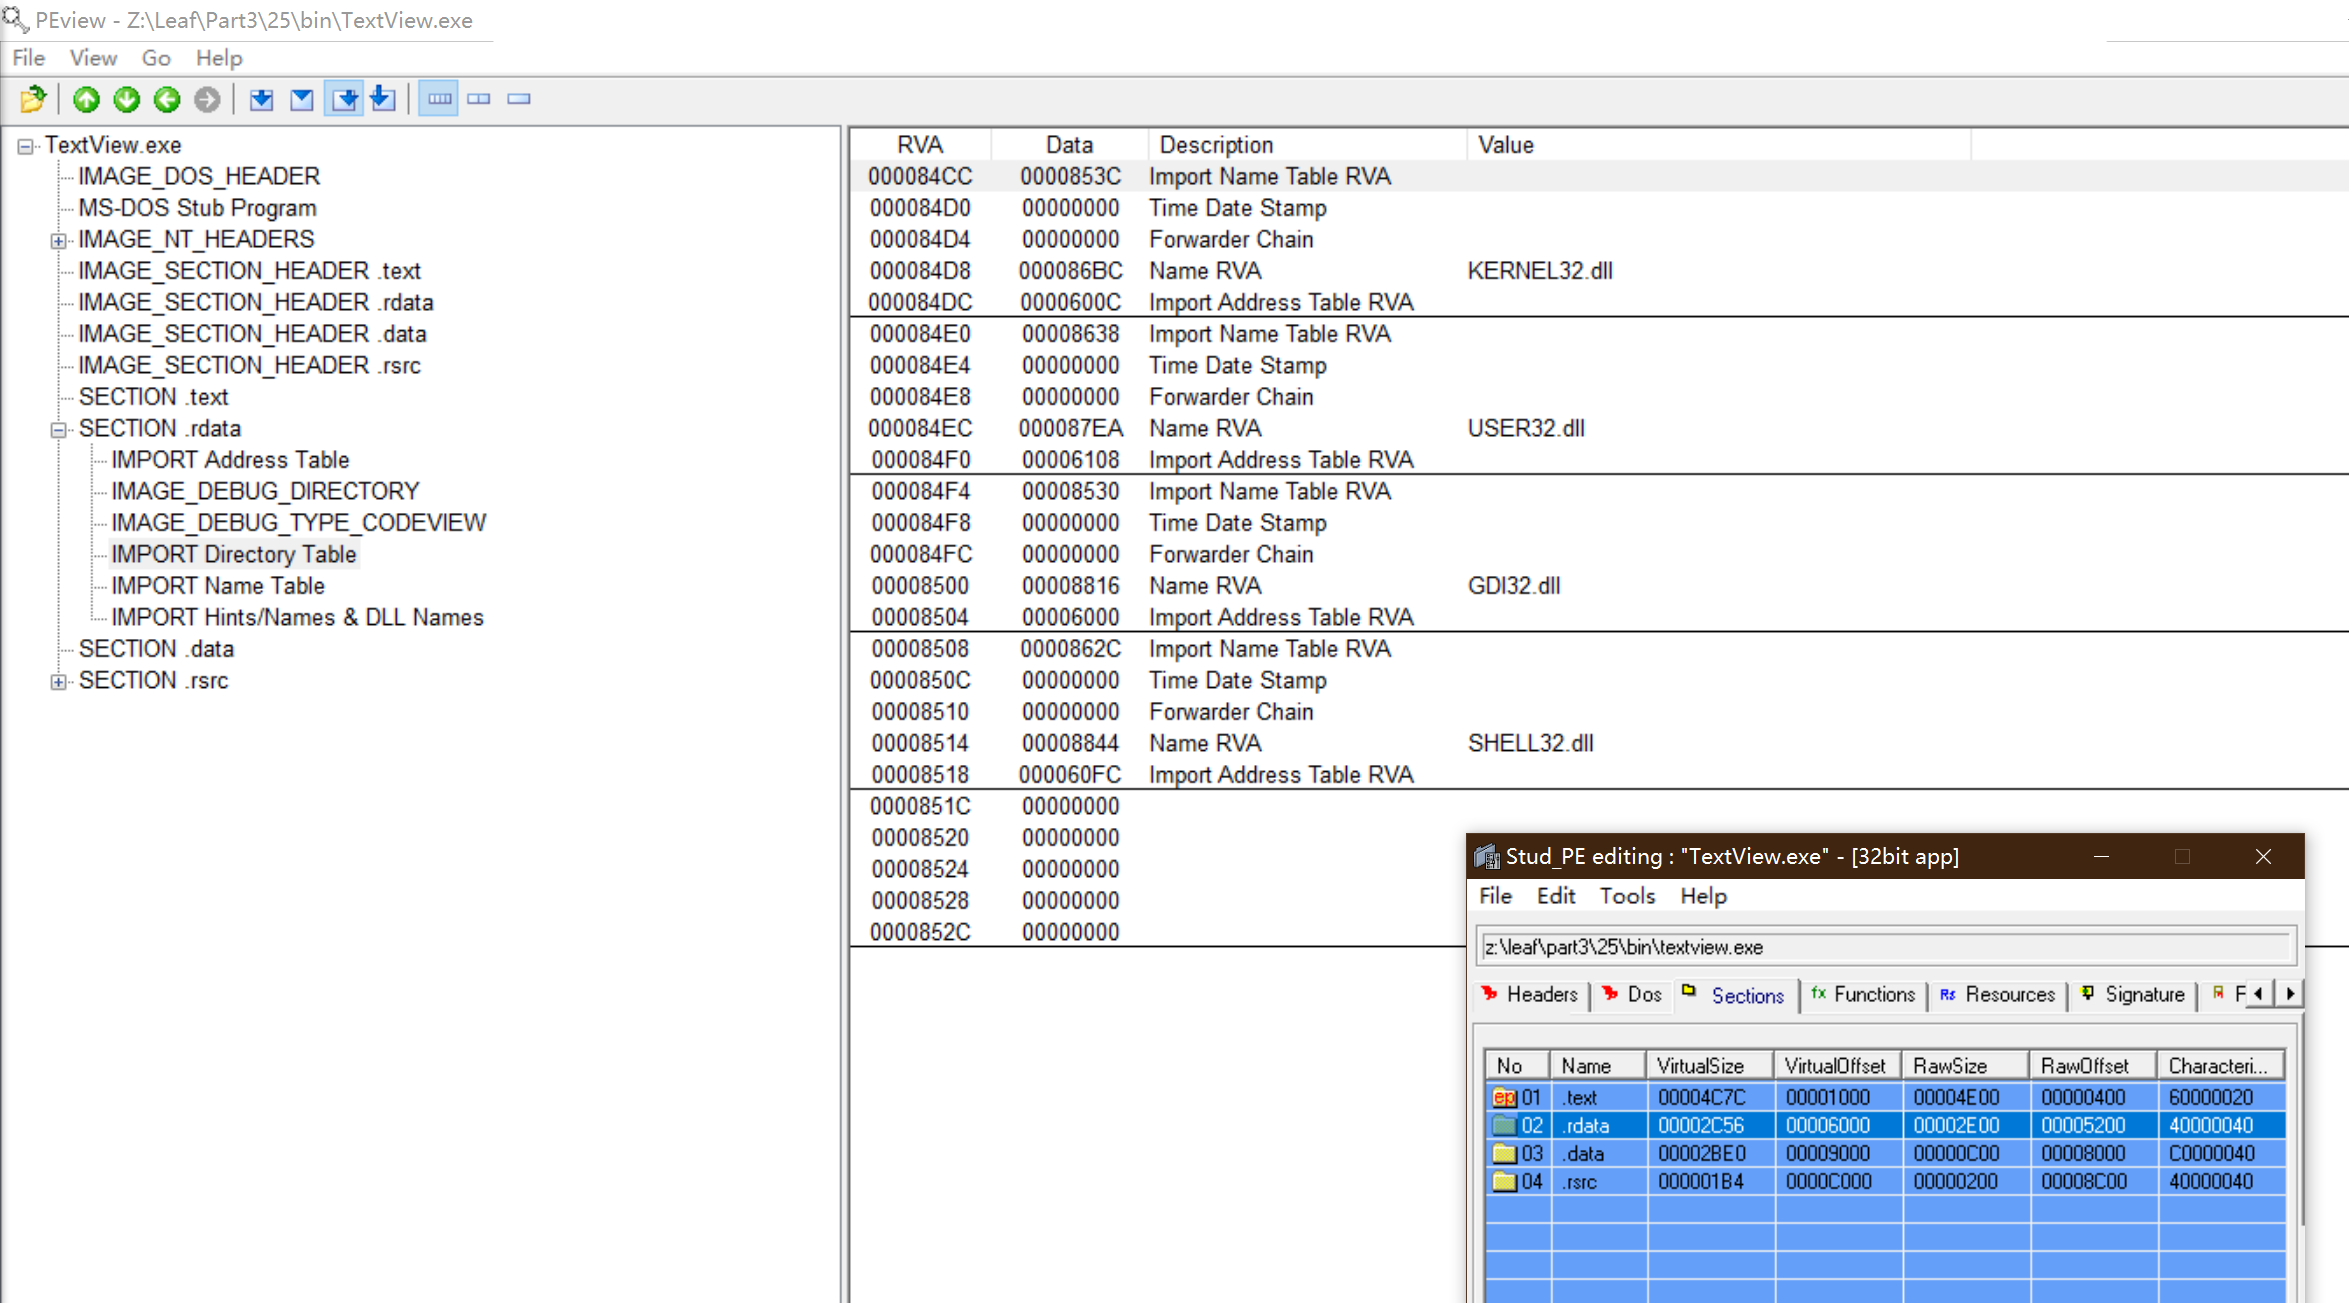 PEview - Z:\Leaf\Part3\25\bin\TextView.exe
File View Go Help
TextView.exe
IMAGE_DOS_HEADER
MS-DOS Stub Program
IMAGE_NT_HEADERS
IMAGE_SECTION_HEADER .text
IMAGE_SECTION_HEADER .rdata
IMAGE_SECTION_HEADER .data
IMAGE_SECTION_HEADER .rsrc
SECTION .text
SECTION .rdata
IMPORT Address Table
IMAGE_DEBUG_DIRECTORY
IMAGE_DEBUG_TYPE_CODEVIEW
IMPORT Directory Table
IMPORT Name Table
IMPORT Hints/Names & DLL Names
SECTION .data
SECTION .rsrc
RVA Data Description Value
000084CC 0000853C Import Name Table RVA
000084D0 00000000 Time Date Stamp
000084D4 00000000 Forwarder Chain
000084D8 000086BC Name RVA KERNEL32.dll
000084DC 0000600C Import Address Table RVA
000084E0 00008638 Import Name Table RVA
000084E4 00000000 Time Date Stamp
000084E8 00000000 Forwarder Chain
000084EC 000087EA Name RVA USER32.dll
000084F0 00006108 Import Address Table RVA
000084F4 00008530 Import Name Table RVA
000084F8 00000000 Time Date Stamp
000084FC 00000000 Forwarder Chain
00008500 00008816 Name RVA GDI32.dll
00008504 00006000 Import Address Table RVA
00008508 0000862C Import Name Table RVA
0000850C 00000000 Time Date Stamp
00008510 00000000 Forwarder Chain
00008514 00008844 Name RVA SHELL32.dll
00008518 000060FC Import Address Table RVA
0000851C 00000000
00008520 00000000
00008524 00000000
00008528 00000000
0000852C 00000000
Stud_PE editing : "TextView.exe" - [32bit app]
File Edit Tools Help
z:\leaf\part3\25\bin\textview.exe
Headers Dos Sections fx Functions Rs Resources Signature F
No Name VirtualSize VirtualOffset RawSize RawOffset Characteri...
ep 01 .text 00004C7C 00001000 00004E00 00000400 60000020
02 .rdata 00002C56 00006000 00002E00 00005200 40000040
03 .data 00002BE0 00009000 00000C00 00008000 C0000040
04 .rsrc 000001B4 0000C000 00000200 00008C00 40000040